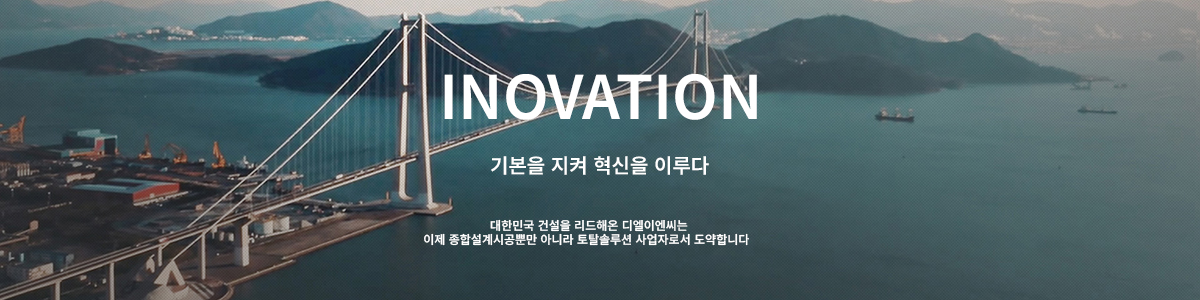 INOVATION
기본을 지켜 혁신을 이루다
대한민국 건설을 리드해온 디엘이엔씨는
이제 종합설계시공뿐만 아니라 토탈솔루션 사업자로서 도약합니다